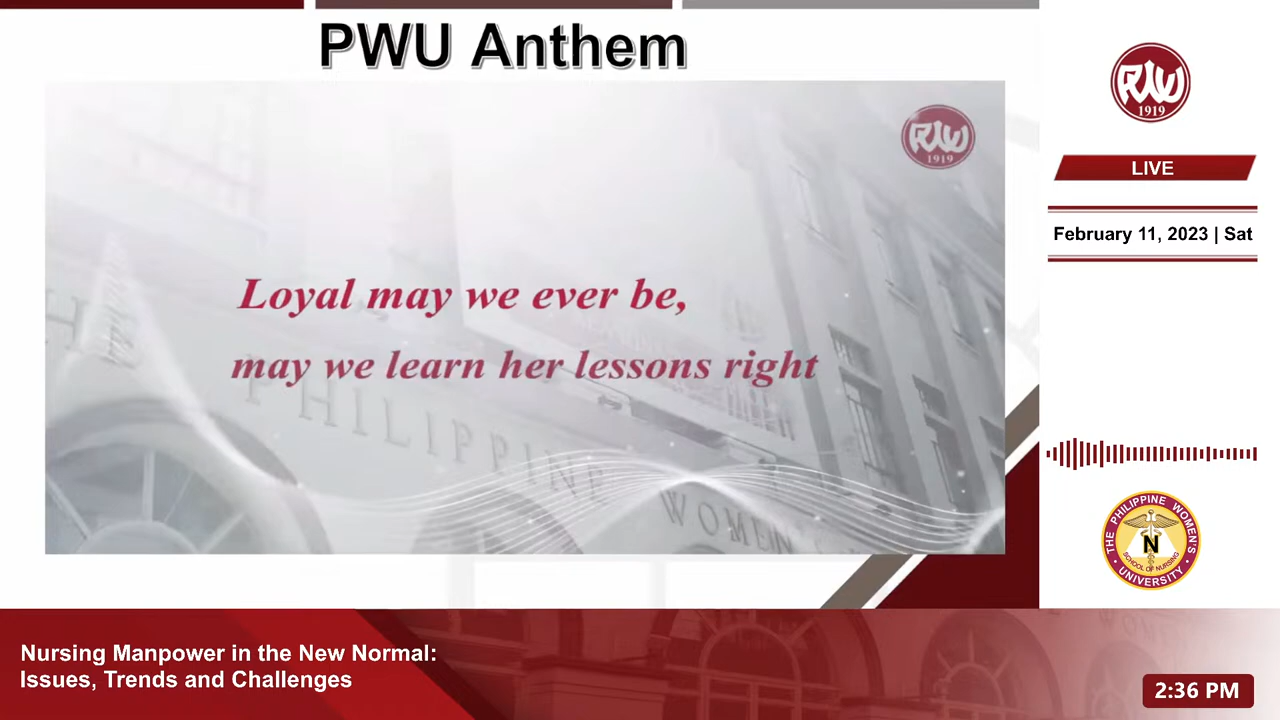 PWU Anthem
PWU
1919
Loyal may we ever be,
may we learn her lessons right
PHILIPPINE
WOMEN
PWU
1919
LIVE
February 11, 2023 | Sat
THE PHILIPPINE WOMEN'S
N
SCHOOL OF NURSING
UNIVERSITY
Nursing Manpower in the New Normal:
Issues, Trends and Challenges
2:36 PM